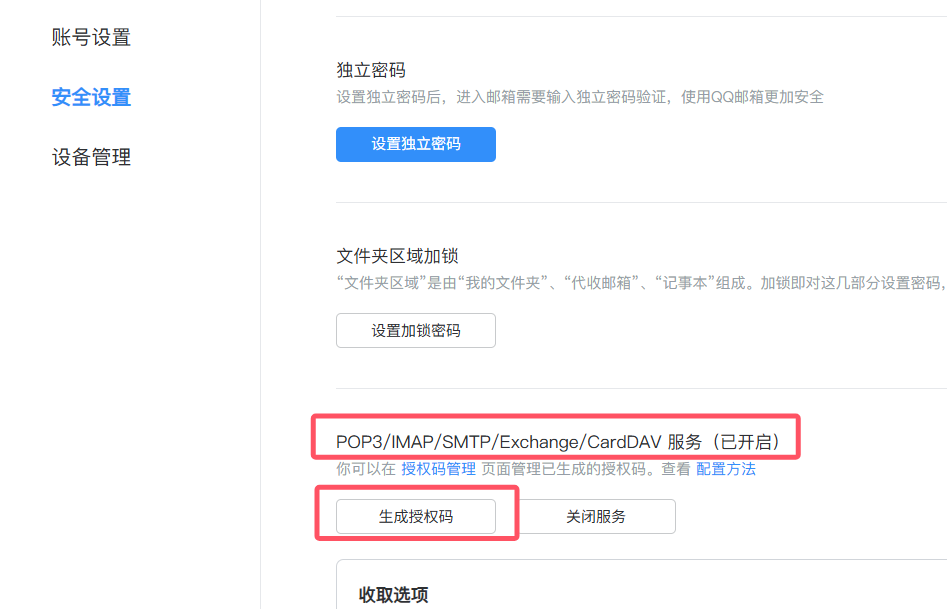 账号设置
安全设置
设备管理
独立密码
设置独立密码后，进入邮箱需要输入独立密码验证，使用QQ邮箱更加安全
设置独立密码
文件夹区域加锁
“文件夹区域”是由“我的文件夹”、“代收邮箱”、“记事本”组成。加锁即对这几部分设置密码，
设置加锁密码
POP3/IMAP/SMTP/Exchange/CardDAV 服务（已开启）
你可以在 授权码管理 页面管理已生成的授权码。查看 配置方法
生成授权码 关闭服务
收取选项